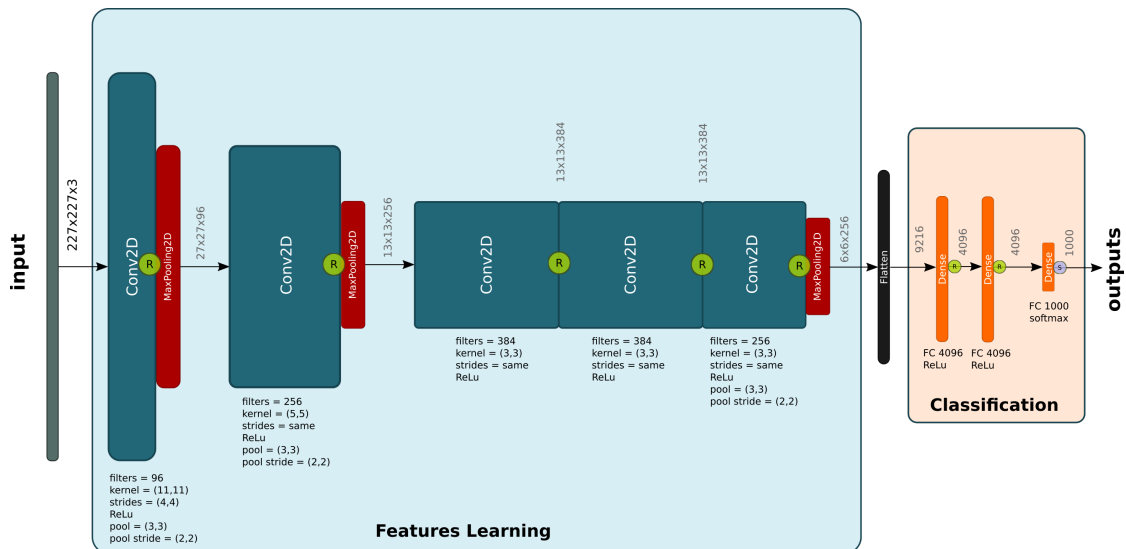 input
227x227x3
Conv2D
R
MaxPooling2D
filters = 96
kernel = (11,11)
strides = (4,4)
ReLu
pool = (3,3)
pool stride = (2,2)
27x27x96
Conv2D
R
MaxPooling2D
filters = 256
kernel = (5,5)
strides = same
ReLu
pool = (3,3)
pool stride = (2,2)
13x13x256
Conv2D
R
filters = 384
kernel = (3,3)
strides = same
ReLu
13x13x384
Conv2D
R
filters = 384
kernel = (3,3)
strides = same
ReLu
13x13x384
Conv2D
R
MaxPooling2D
filters = 256
kernel = (3,3)
strides = same
ReLu
pool = (3,3)
pool stride = (2,2)
6x6x256
Features Learning
Flatten
9216
Dense
R
FC 4096
ReLu
4096
Dense
R
FC 4096
ReLu
4096
Dense
S
FC 1000
softmax
1000
Classification
outputs